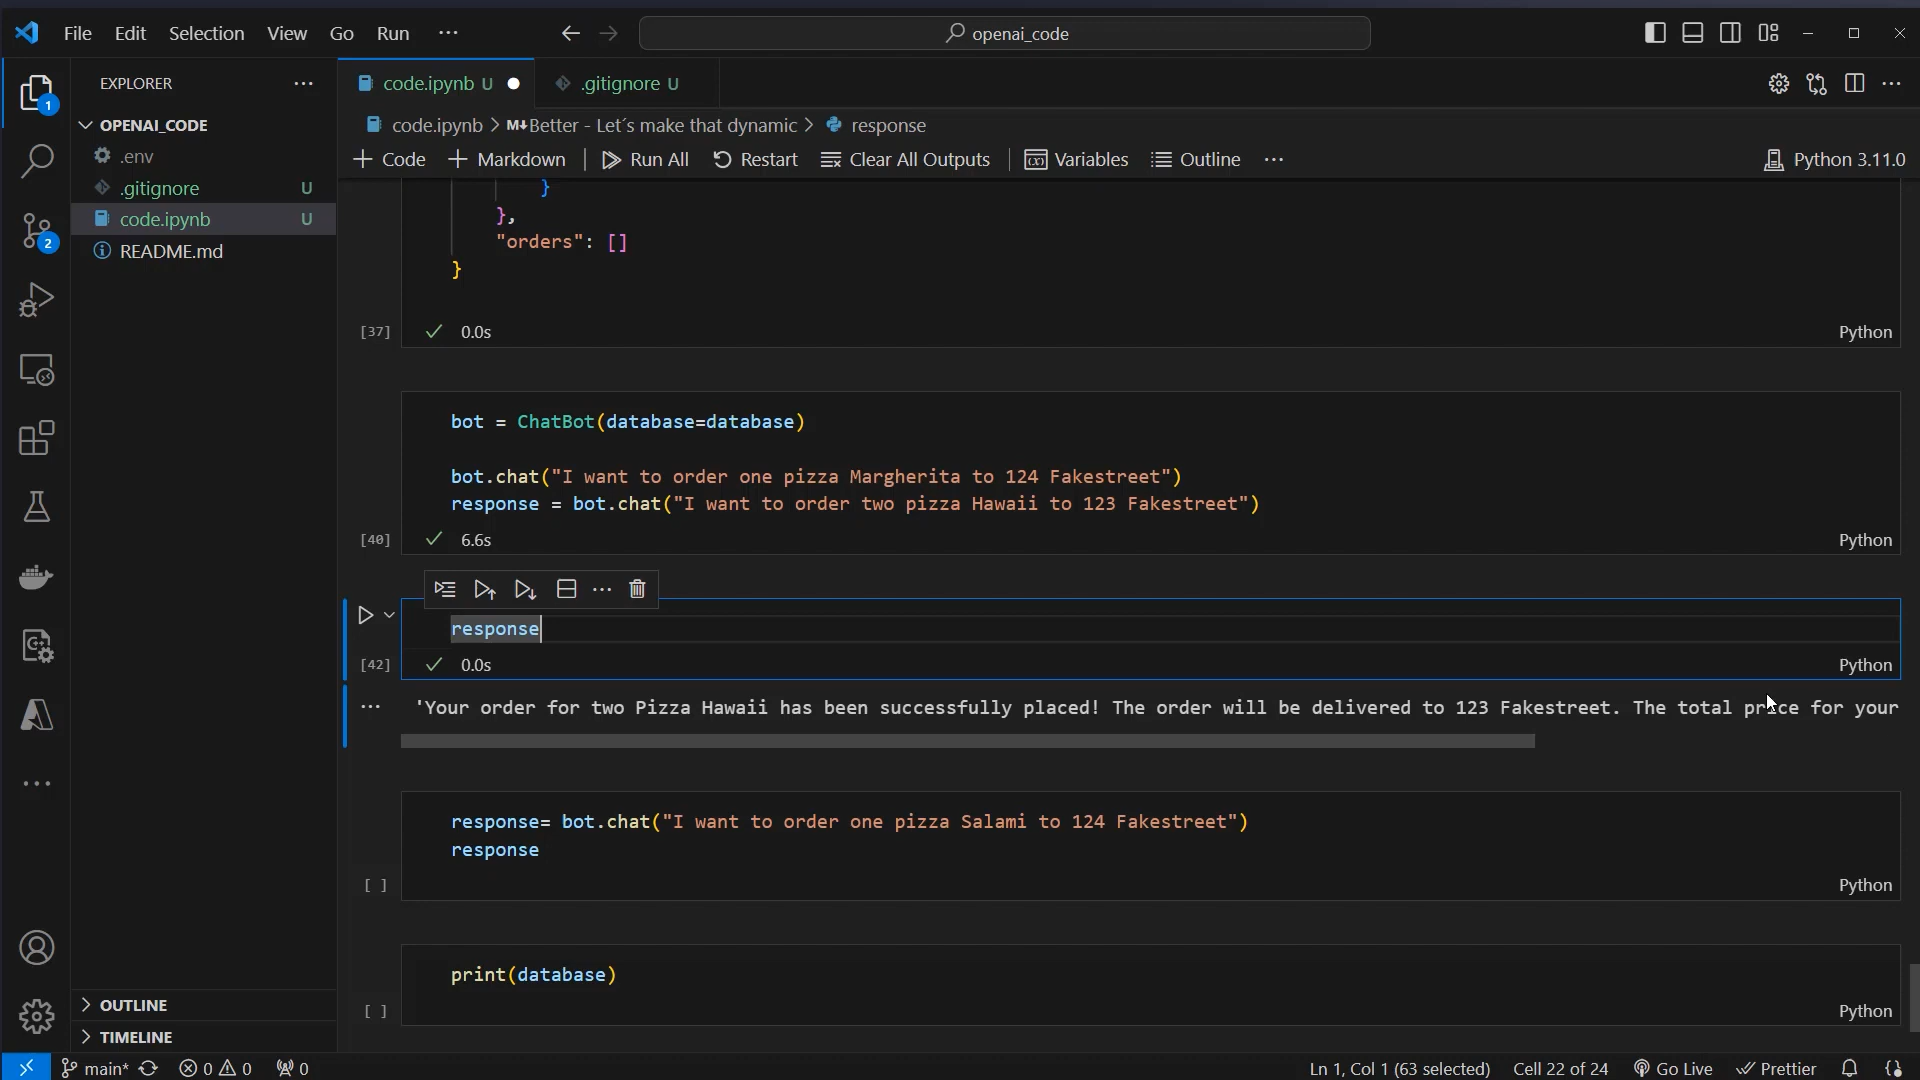 File Edit Selection View Go Run ··· openai_code
EXPLORER ···
code.ipynb U .gitignore U
OPENAI_CODE
code.ipynb > M↓Better - Let´s make that dynamic > response
.env
+ Code + Markdown Run All Restart Clear All Outputs Variables Outline ··· Python 3.11.0
.gitignore U
code.ipynb U
README.md
}
},
"orders": []
}
[37] 0.0s Python
bot = ChatBot(database=database)
bot.chat("I want to order one pizza Margherita to 124 Fakestreet")
response = bot.chat("I want to order two pizza Hawaii to 123 Fakestreet")
[40] 6.6s Python
response
[42] 0.0s Python
'Your order for two Pizza Hawaii has been successfully placed! The order will be delivered to 123 Fakestreet. The total price for your
response= bot.chat("I want to order one pizza Salami to 124 Fakestreet")
response
[ ] Python
print(database)
[ ] Python
OUTLINE
TIMELINE
1
2
main* 0 0 0 Ln 1, Col 1 (63 selected) Cell 22 of 24 Go Live Prettier